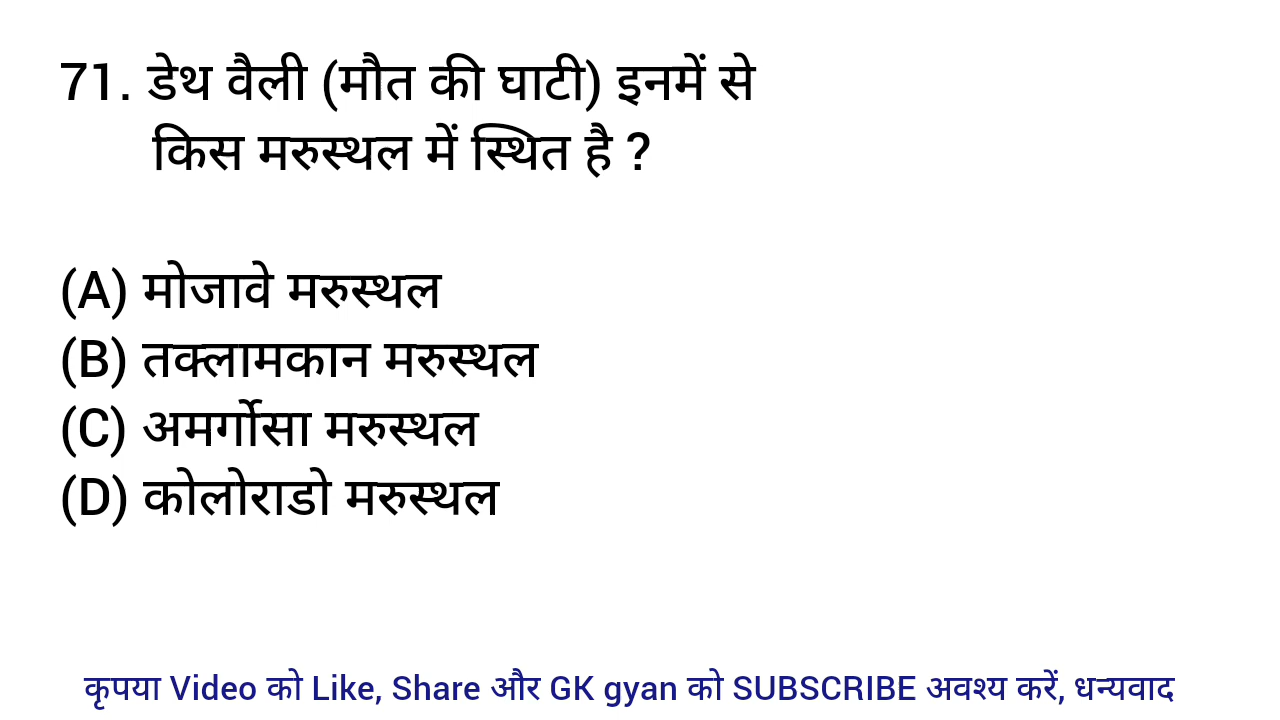 71. डेथ वैली (मौत की घाटी) इनमें से
किस मरुस्थल में स्थित है ?
(A) मोजावे मरुस्थल
(B) तक्लामकान मरुस्थल
(C) अमर्गोसा मरुस्थल
(D) कोलोराडो मरुस्थल
कृपया Video को Like, Share और GK gyan को SUBSCRIBE अवश्य करें, धन्यवाद